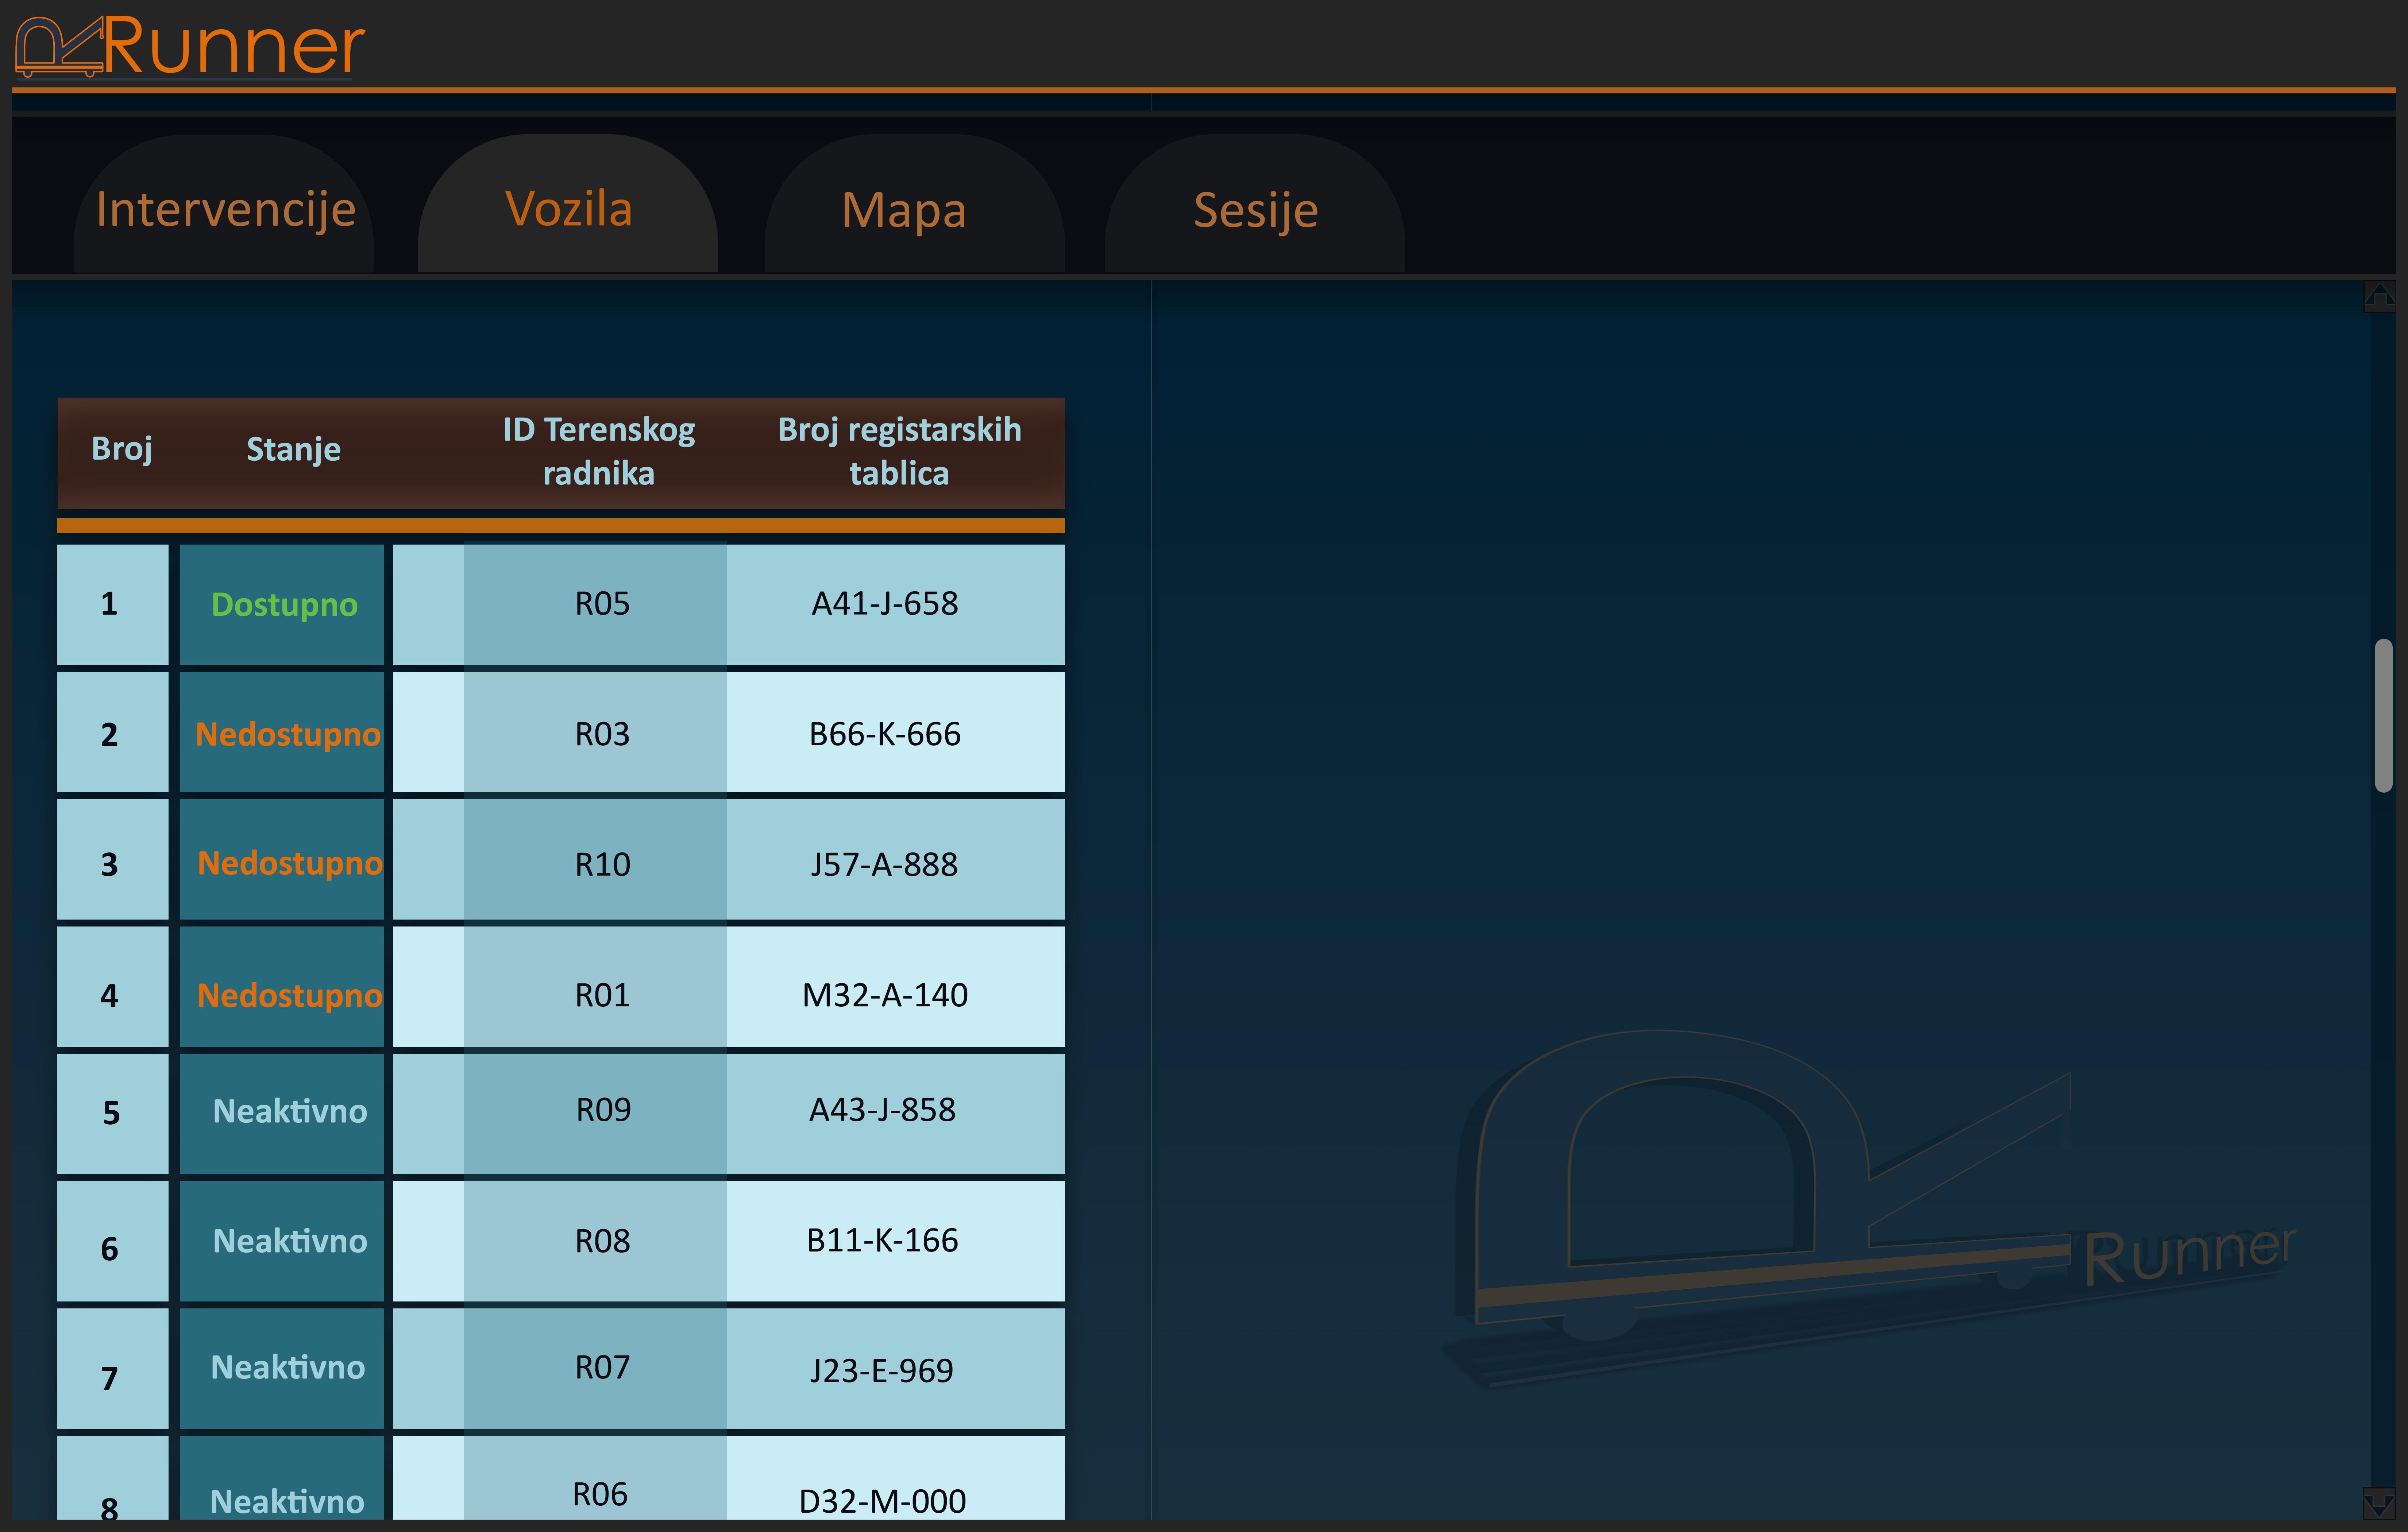 Runner
Intervencije Vozila Mapa Sesije
Broj Stanje ID Terenskog radnika Broj registarskih tablica
1 Dostupno R05 A41-J-658
2 Nedostupno R03 B66-K-666
3 Nedostupno R10 J57-A-888
4 Nedostupno R01 M32-A-140
5 Neaktivno R09 A43-J-858
6 Neaktivno R08 B11-K-166
7 Neaktivno R07 J23-E-969
8 Neaktivno R06 D32-M-000
Runner